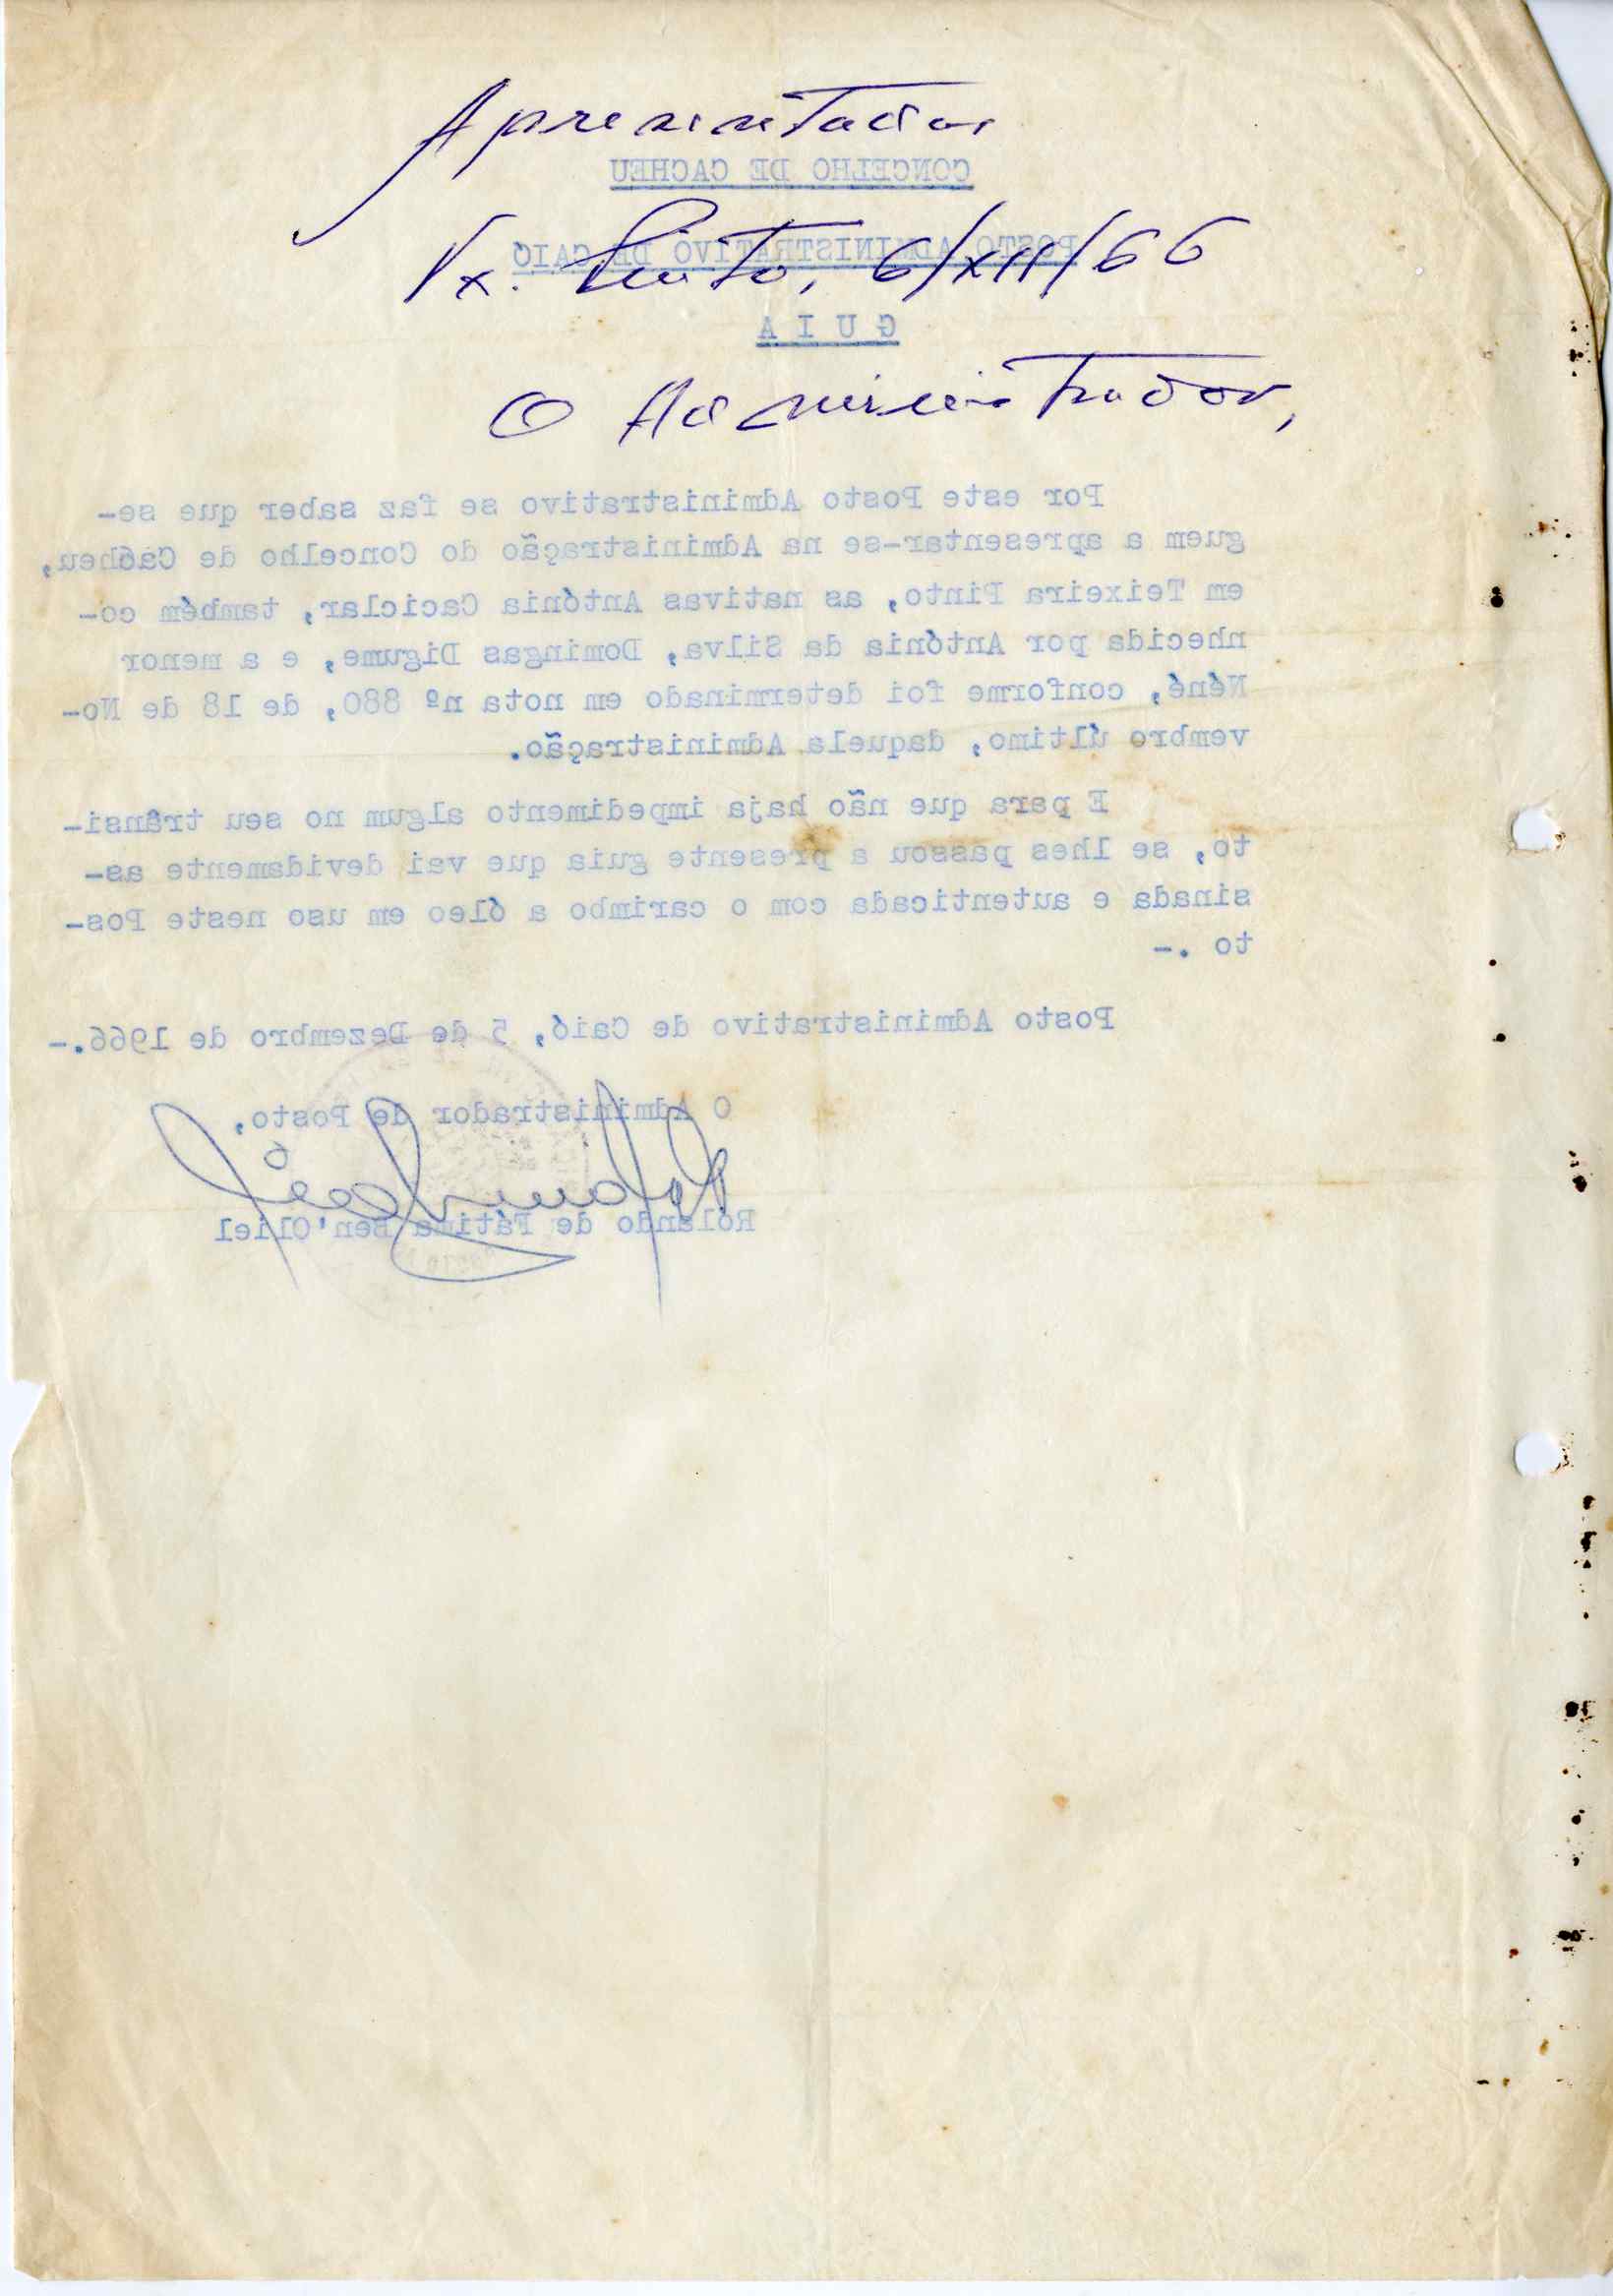 Apresentadas
CONCELHO DE CACHEU
Tx. Pinto, 6/XII/66
POSTO ADMINISTRATIVO DE CAIÓ
G U I A
O Administrador,
Por este Posto Administrativo se faz saber que se-
guem a apresentar-se na Administração do Concelho de Cacheu,
em Teixeira Pinto, as nativas Antónia Caciclar, também co-
nhecida por Antónia da Silva, Domingas Digume, e a menor
Néné, conforme foi determinado em nota nº 880, de 18 de No-
vembro último, daquela Administração.
E para que não haja impedimento algum no seu trânsi-
to, se lhes passou a presente guia que vai devidamente as-
sinada e autenticada com o carimbo a óleo em uso neste Pos-
to .-
Posto Administrativo de Caió, 5 de Dezembro de 1966.-
O Administrador de Posto,
Rolando de Fátima Ben'Oliel